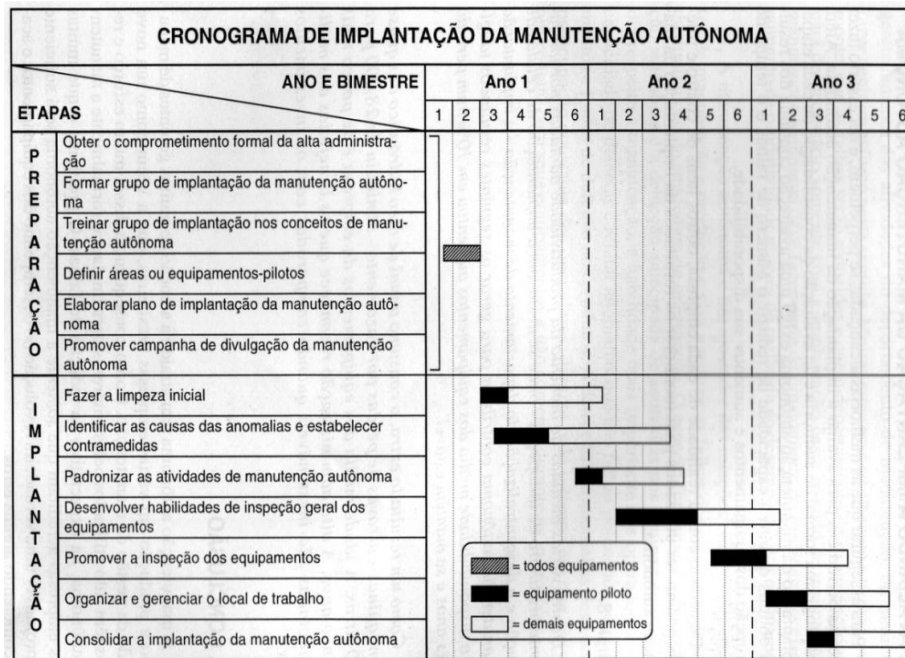 CRONOGRAMA DE IMPLANTAÇÃO DA MANUTENÇÃO AUTÔNOMA
ANO E BIMESTRE
ETAPAS
Ano 1
Ano 2
Ano 3
1 2 3 4 5 6 1 2 3 4 5 6 1 2 3 4 5 6
PREPARAÇÃO
Obter o comprometimento formal da alta administra-
ção
Formar grupo de implantação da manutenção autôno-
ma
Treinar grupo de implantação nos conceitos de manu-
tenção autônoma
Definir áreas ou equipamentos-pilotos
Elaborar plano de implantação da manutenção autô-
noma
Promover campanha de divulgação da manutenção
autônoma
IMPLANTAÇÃO
Fazer a limpeza inicial
Identificar as causas das anomalias e estabelecer
contramedidas
Padronizar as atividades de manutenção autônoma
Desenvolver habilidades de inspeção geral dos
equipamentos
Promover a inspeção dos equipamentos
Organizar e gerenciar o local de trabalho
Consolidar a implantação da manutenção autônoma
= todos equipamentos
= equipamento piloto
= demais equipamentos